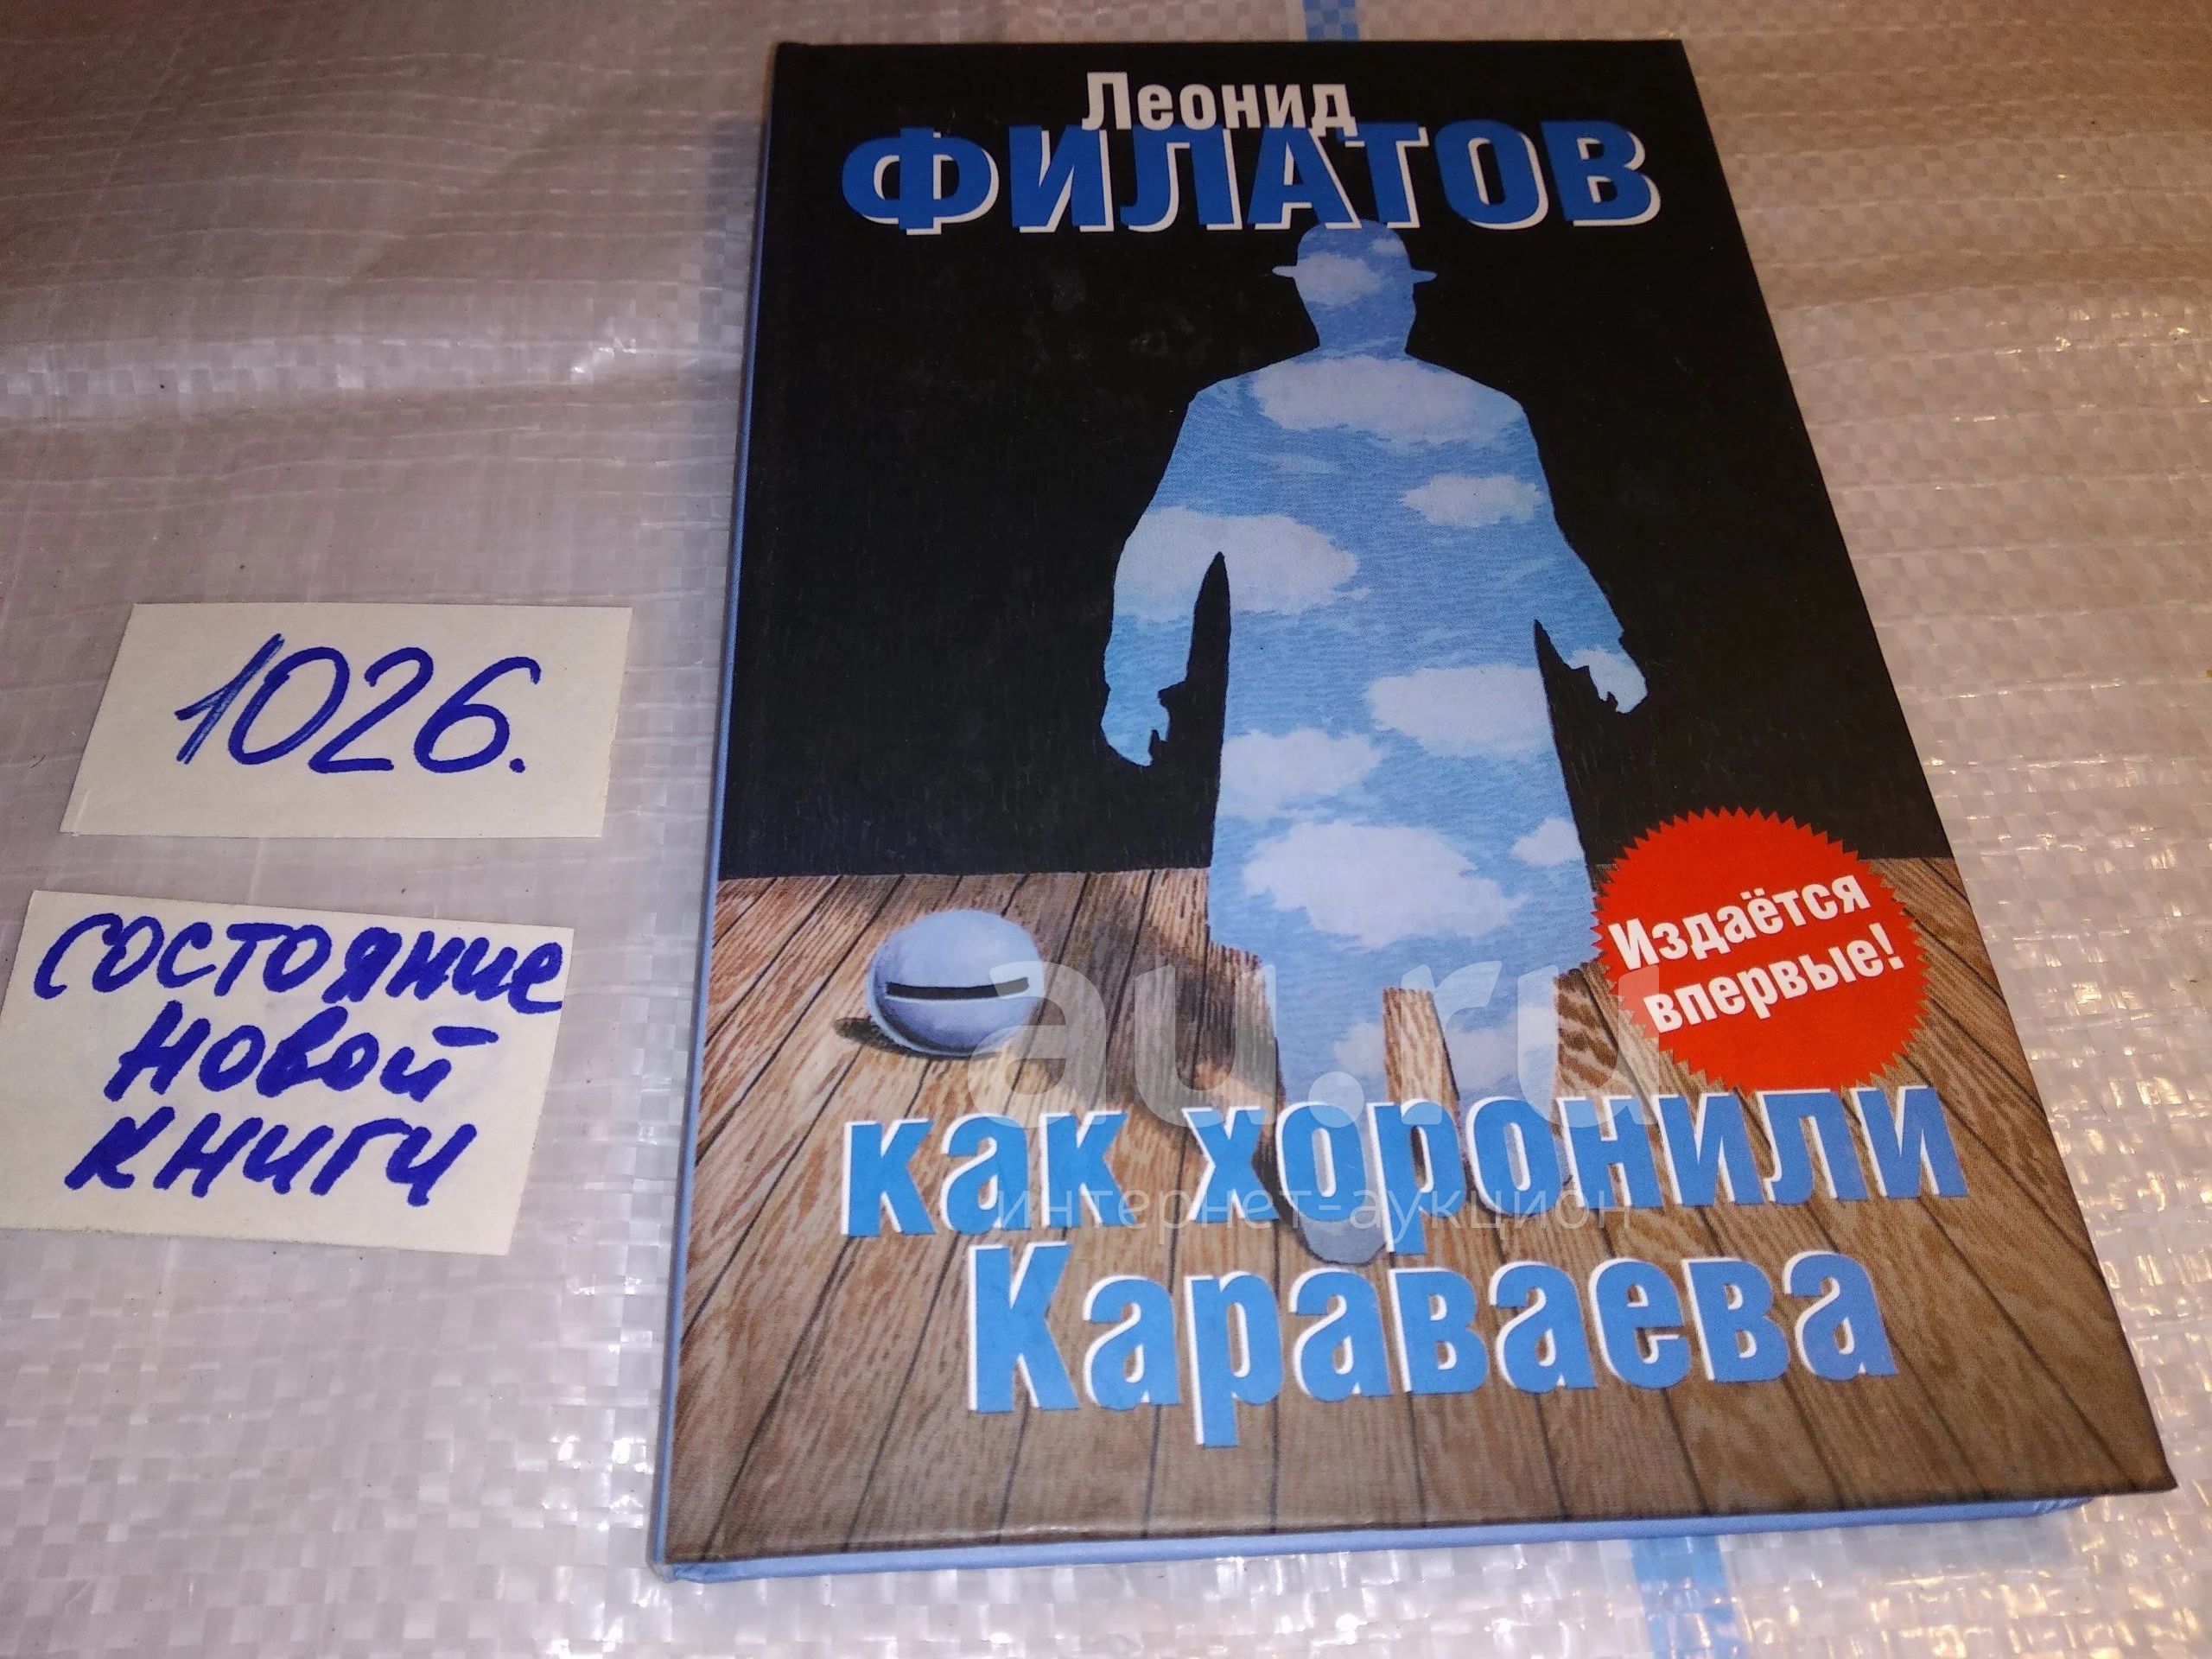 Леонид
ФИЛАТОВ
1026.
состояние
новой
книги
Издаётся
впервые!
au.ru
интернет-аукцион
как хоронили
Караваева